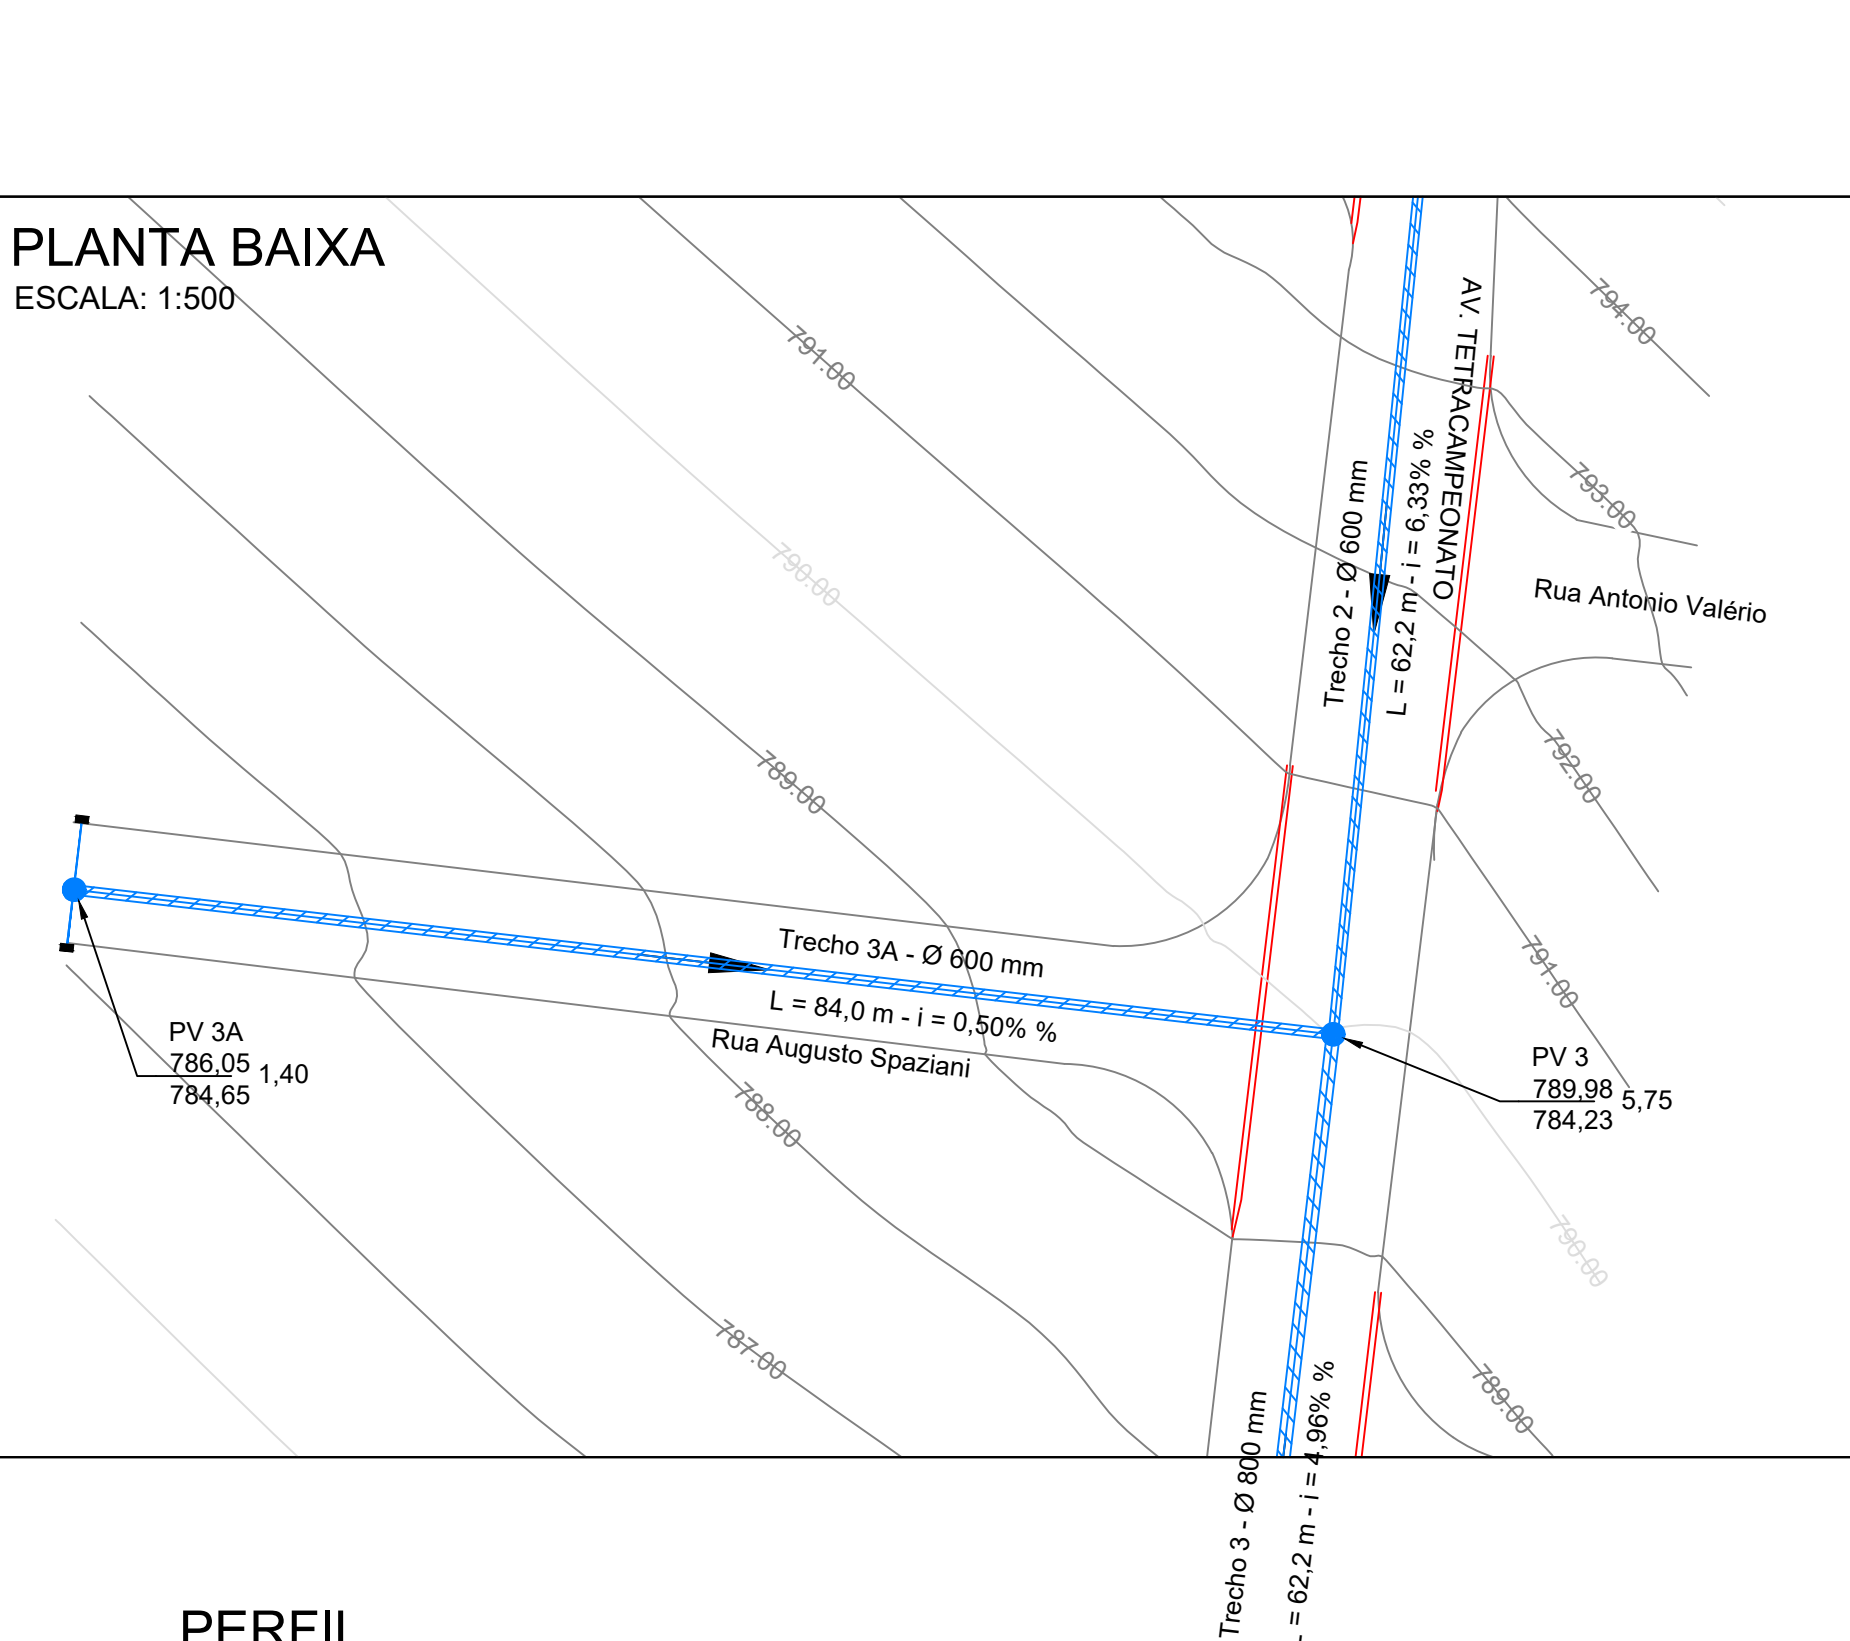 PLANTA BAIXA
ESCALA: 1:500
794.00
791.00
AV. TETRACAMPEONATO
793.00
790.00
Trecho 2 - Ø 600 mm
L = 62,2 m - i = 6,33% %
Rua Antonio Valério
792.00
789.00
791.00
Trecho 3A - Ø 600 mm
L = 84,0 m - i = 0,50% %
Rua Augusto Spaziani
PV 3A
786,05
784,65
1,40
PV 3
789,98
784,23
5,75
788.00
790.00
787.00
789.00
Trecho 3 - Ø 800 mm
= 62,2 m - i = 4,96% %
PERFIL